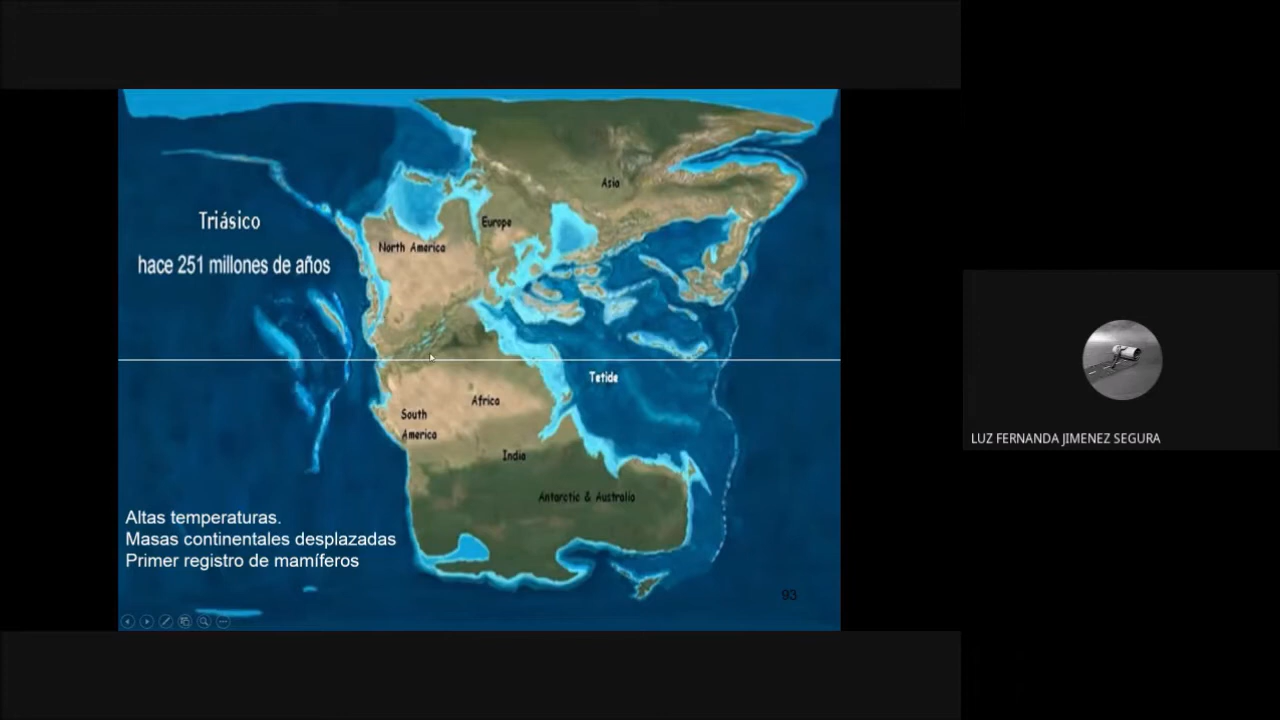 Triásico
hace 251 millones de años
Asia
Europe
North America
Tetide
Africa
South
America
India
Antarctic & Australia
Altas temperaturas.
Masas continentales desplazadas
Primer registro de mamíferos
93
LUZ FERNANDA JIMENEZ SEGURA